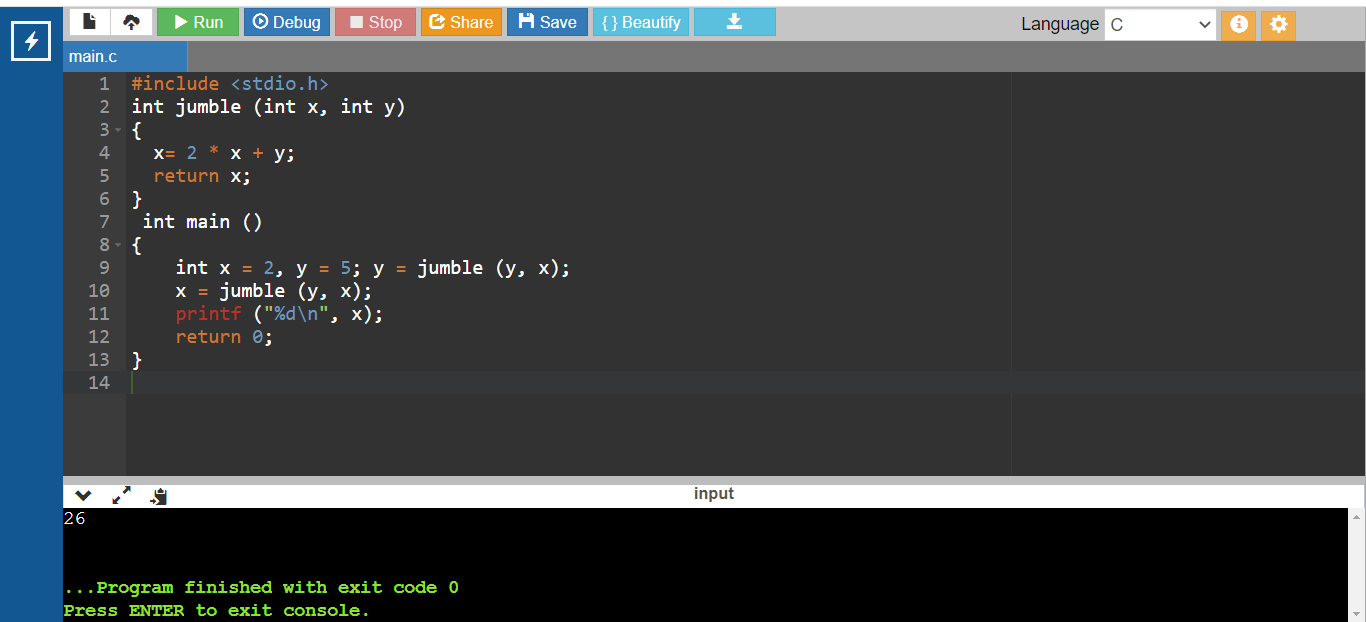 Run Debug Stop Share Save { } Beautify Language C
main.c
1 #include <stdio.h>
2 int jumble (int x, int y)
3 {
4 x= 2 * x + y;
5 return x;
6 }
7 int main ()
8 {
9 int x = 2, y = 5; y = jumble (y, x);
10 x = jumble (y, x);
11 printf ("%d\n", x);
12 return 0;
13 }
14
input
26
...Program finished with exit code 0
Press ENTER to exit console.